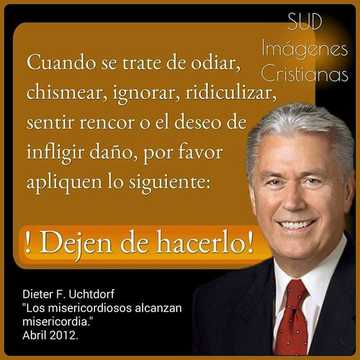 SUD
Imágenes
Cristianas
Cuando se trate de odiar,
chismear, ignorar, ridiculizar,
sentir rencor o el deseo de
infligir daño, por favor
apliquen lo siguiente:
! Dejen de hacerlo!
Dieter F. Uchtdorf
"Los misericordiosos alcanzan
misericordia."
Abril 2012.